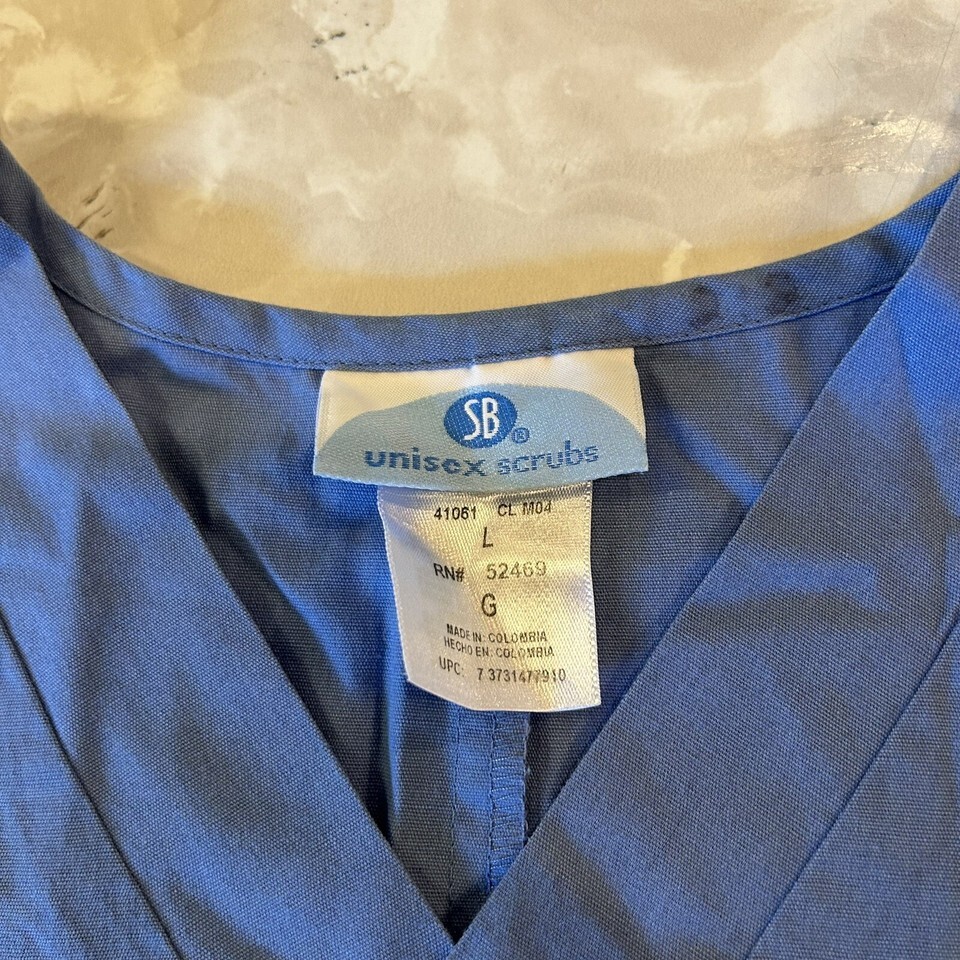 SB®
unisex scrubs
41061 CL M04
L
RN# 52469
G
MADE IN: COLOMBIA
HECHO EN: COLOMBIA
UPC: 7 3731477910